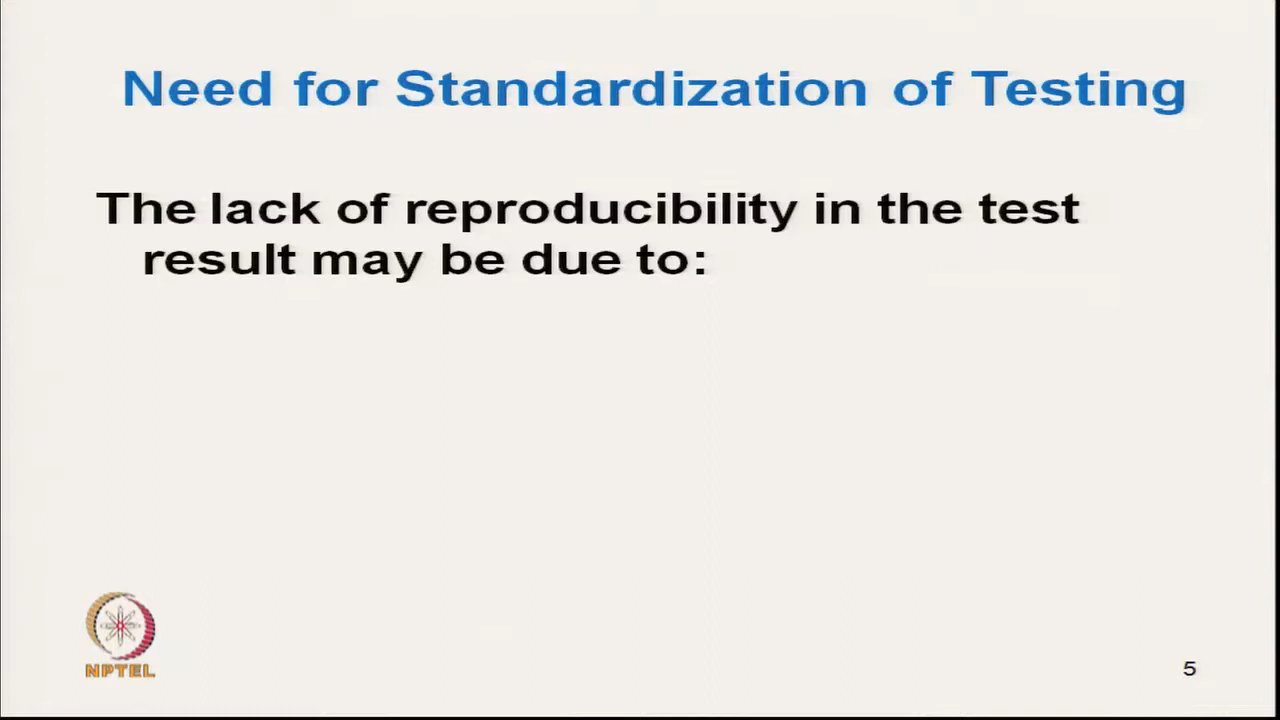 Need for Standardization of Testing
The lack of reproducibility in the test
result may be due to:
NPTEL
5